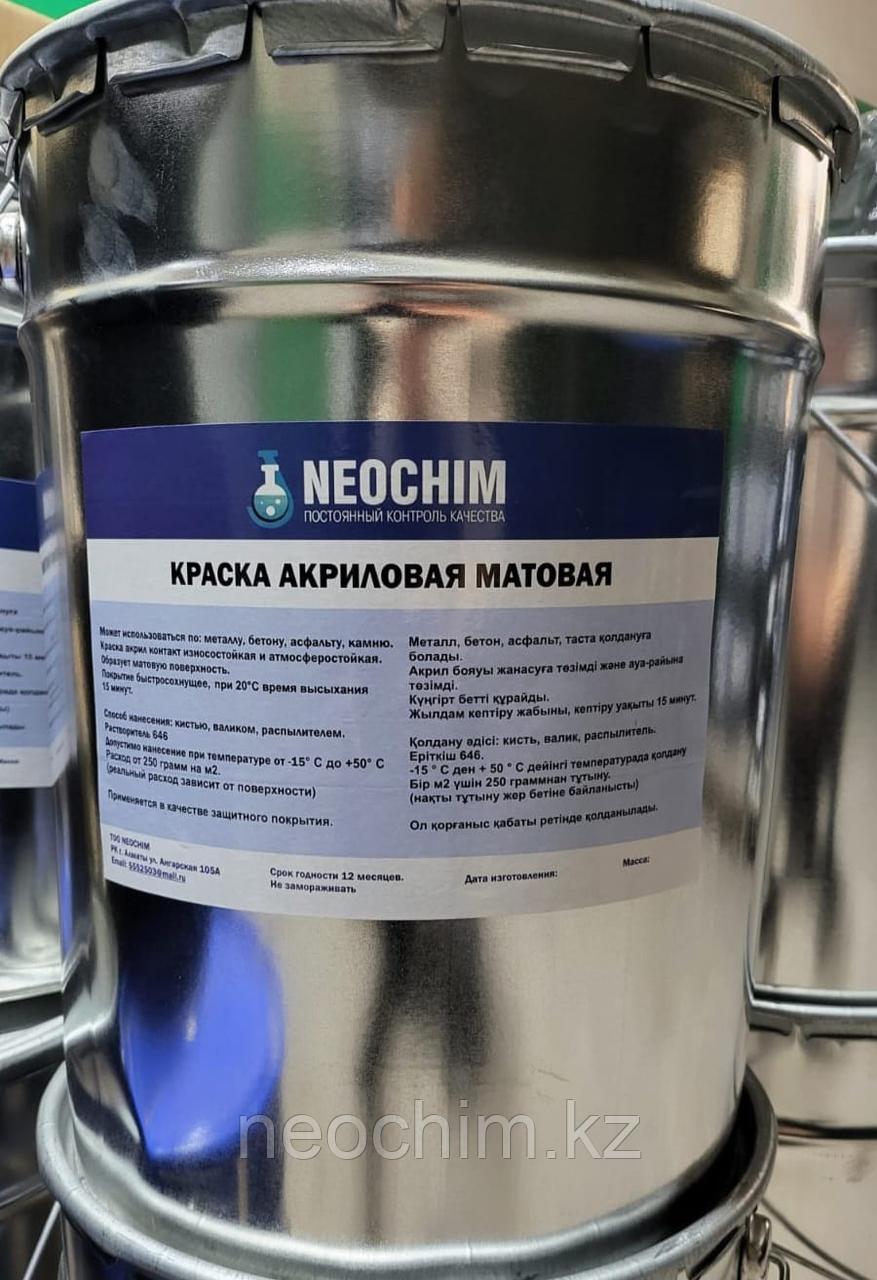 NEOCHIM
ПОСТОЯННЫЙ КОНТРОЛЬ КАЧЕСТВА
КРАСКА АКРИЛОВАЯ МАТОВАЯ
Может использоваться по: металлу, бетону, асфальту, камню.
Краска акрил контакт износостойкая и атмосферостойкая.
Образует матовую поверхность.
Покрытие быстросохнущее, при 20°С время высыхания
15 минут.
Способ нанесения: кистью, валиком, распылителем.
Растворитель 646
Допустимо нанесение при температуре от -15° С до +50° С
Расход от 250 грамм на м2.
(реальный расход зависит от поверхности)
Применяется в качестве защитного покрытия.
Металл, бетон, асфальт, таста қолдануға
болады.
Акрил бояуы жанасуға төзімді және ауа-райына
төзімді.
Күңгірт бетті құрайды.
Жылдам кептіру жабыны, кептіру уақыты 15 минут.
Қолдану әдісі: кисть, валик, распылитель.
Еріткіш 646.
-15 ° С ден + 50 ° С дейінгі температурада қолдану
Бір м2 үшін 250 граммнан тұтыну.
(нақты тұтыну жер бетіне байланысты)
Ол қорғаныс қабаты ретінде қолданылады.
ТОО NEOCHIM
РК г. Алматы ул. Ангарская 105А
Email: 5552503@mail.ru
Срок годности 12 месяцев.
Не замораживать
Дата изготовления:
Масса:
neochim.kz